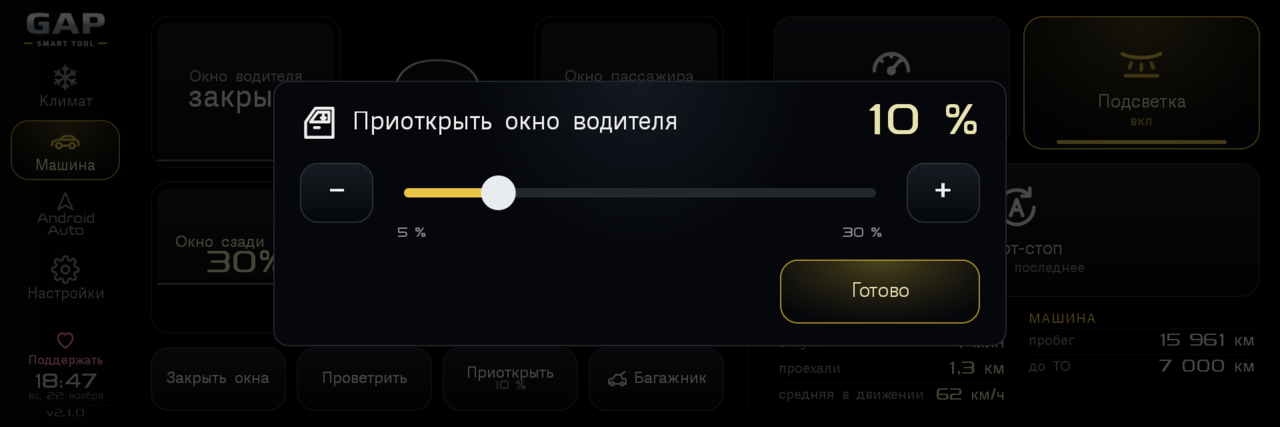 GAP
SMART TOOL
Климат
Машина
Android
Auto
Настройки
Поддержать
18:47
вс, 22 ноября
v2.1.0
Окно водителя
закры
Окно пассажира
Окно сзади
30%
Приоткрыть окно водителя
10 %
−
+
5 %
30 %
Готово
Закрыть окна
Проветрить
Приоткрыть
10 %
Багажник
Подсветка
вкл
A
рт-стоп
последнее
проехали
1,3 км
средняя в движении
62 км/ч
МАШИНА
пробег
15 961 км
до ТО
7 000 км